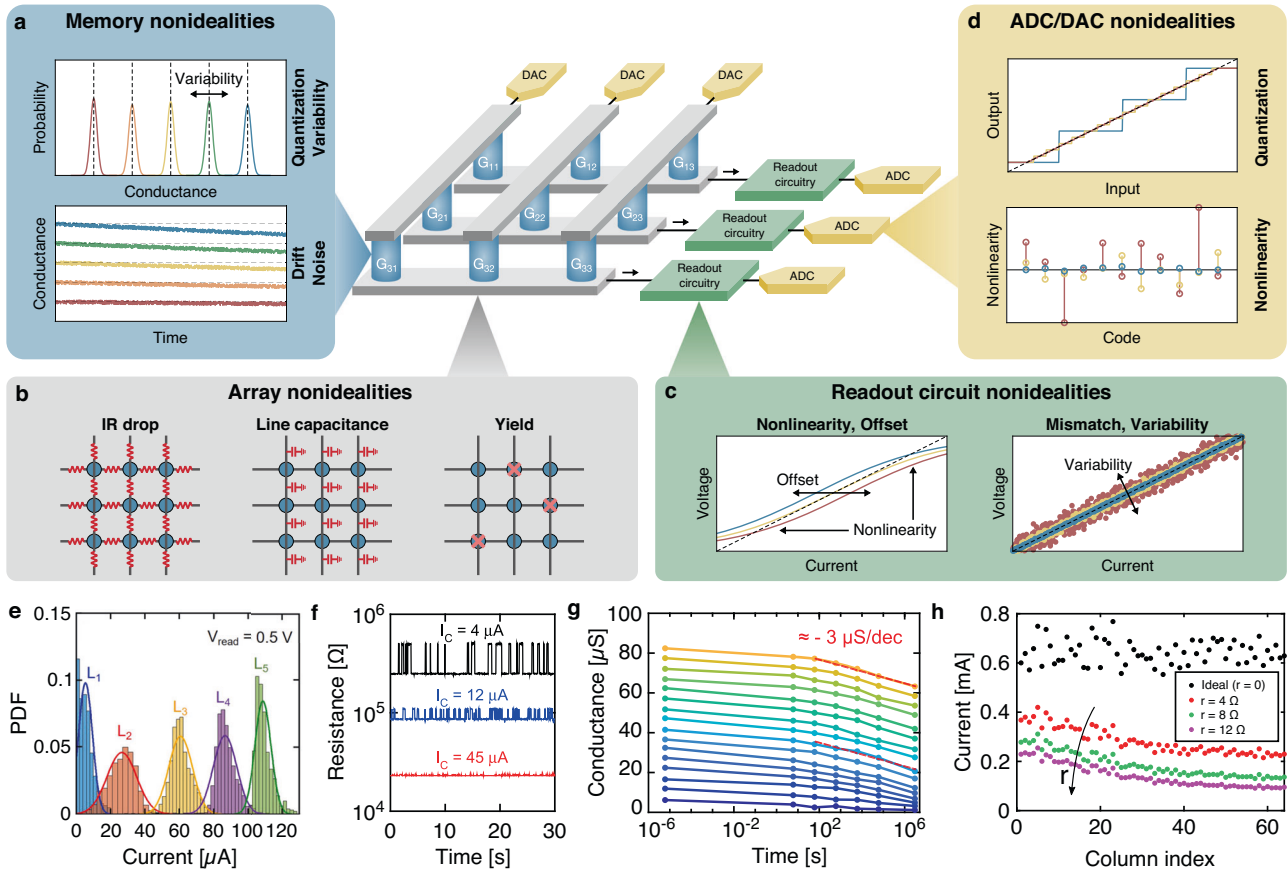 a
Memory nonidealities
Probability
Variability
Conductance
Quantization
Variability
Conductance
Time
Drift
Noise
DAC
DAC
DAC
G11
G12
G13
G21
G22
G23
G31
G32
G33
Readout
circuitry
ADC
Readout
circuitry
ADC
Readout
circuitry
ADC
d
ADC/DAC nonidealities
Output
Input
Quantization
Nonlinearity
Code
Nonlinearity
b
Array nonidealities
IR drop
Line capacitance
Yield
c
Readout circuit nonidealities
Nonlinearity, Offset
Voltage
Offset
Nonlinearity
Current
Mismatch, Variability
Voltage
Variability
Current
e
0.15
0.1
0.05
0
PDF
Vread = 0.5 V
L1
L2
L3
L4
L5
0 20 40 60 80 100 120
Current [µA]
f
10^6
10^5
10^4
Resistance [Ω]
IC = 4 µA
IC = 12 µA
IC = 45 µA
0 10 20 30
Time [s]
g
100
80
60
40
20
0
Conductance [µS]
≈ - 3 µS/dec
10^-6 10^-2 10^2 10^6
Time [s]
h
0.8
0.6
0.4
0.2
0
Current [mA]
Ideal (r = 0)
r = 4 Ω
r = 8 Ω
r = 12 Ω
r
0 20 40 60
Column index